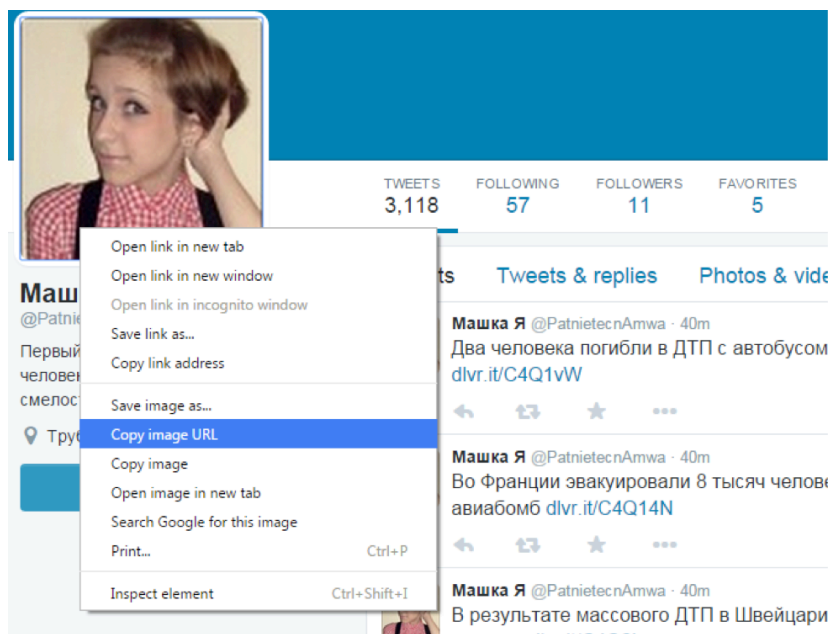 TWEETS FOLLOWING FOLLOWERS FAVORITES
3,118 57 11 5
Tweets & replies Photos & vide
Маш
@Patnie
Первый
человек
смелос
Труб
Open link in new tab
Open link in new window
Open link in incognito window
Save link as...
Copy link address
Save image as...
Copy image URL
Copy image
Open image in new tab
Search Google for this image
Print... Ctrl+P
Inspect element Ctrl+Shift+I
ts
Машка Я @PatnietecnAmwa · 40m
Два человека погибли в ДТП с автобусом
dlvr.it/C4Q1vW
Машка Я @PatnietecnAmwa · 40m
Во Франции эвакуировали 8 тысяч челове
авиабомб dlvr.it/C4Q14N
Машка Я @PatnietecnAmwa · 40m
В результате массового ДТП в Швейцари